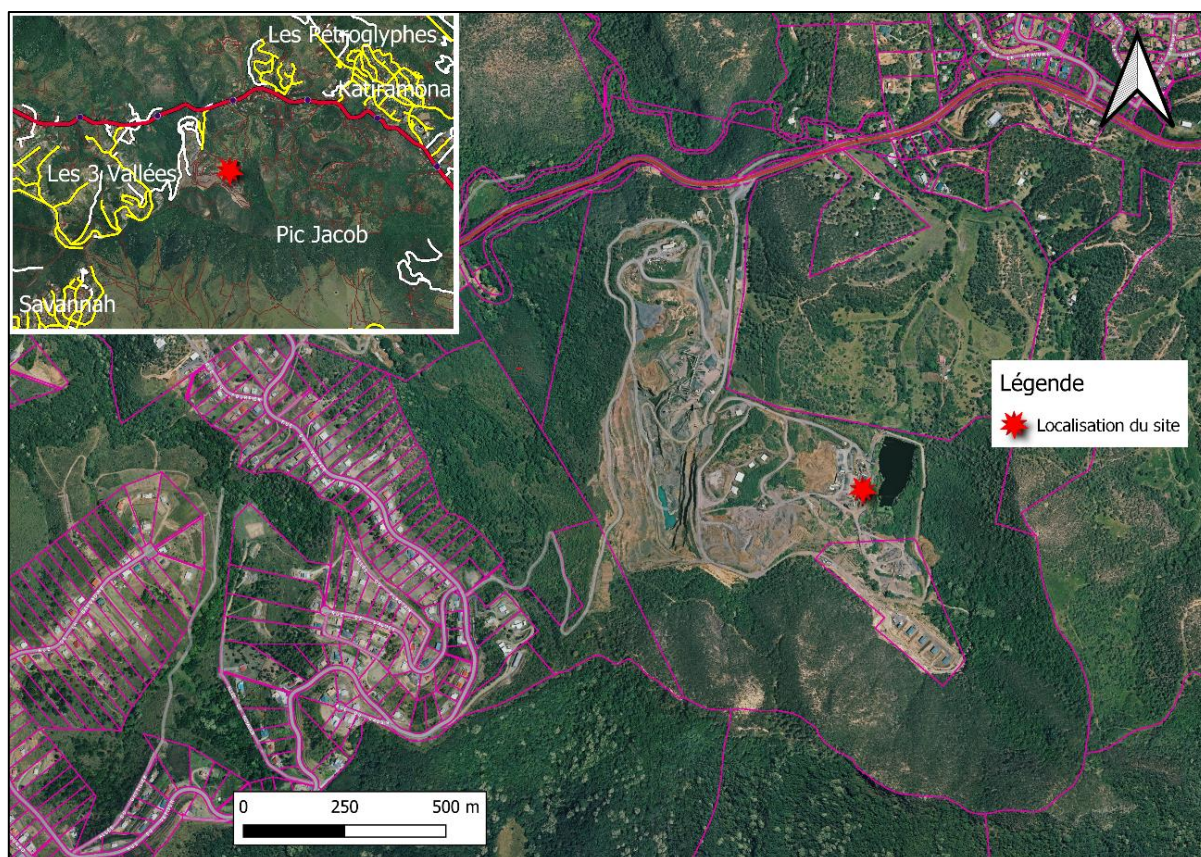 Les Pétroglyphes
Katiramona
Les 3 Vallées
Pic Jacob
Savannah
Légende
Localisation du site
0 250 500 m